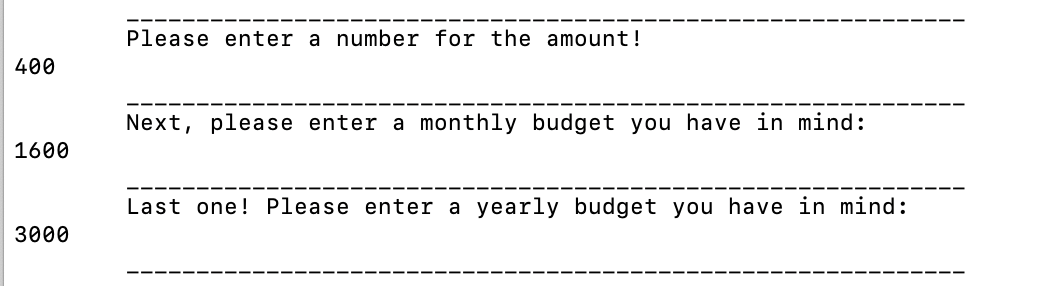 Please enter a number for the amount!
400
Next, please enter a monthly budget you have in mind:
1600
Last one! Please enter a yearly budget you have in mind:
3000